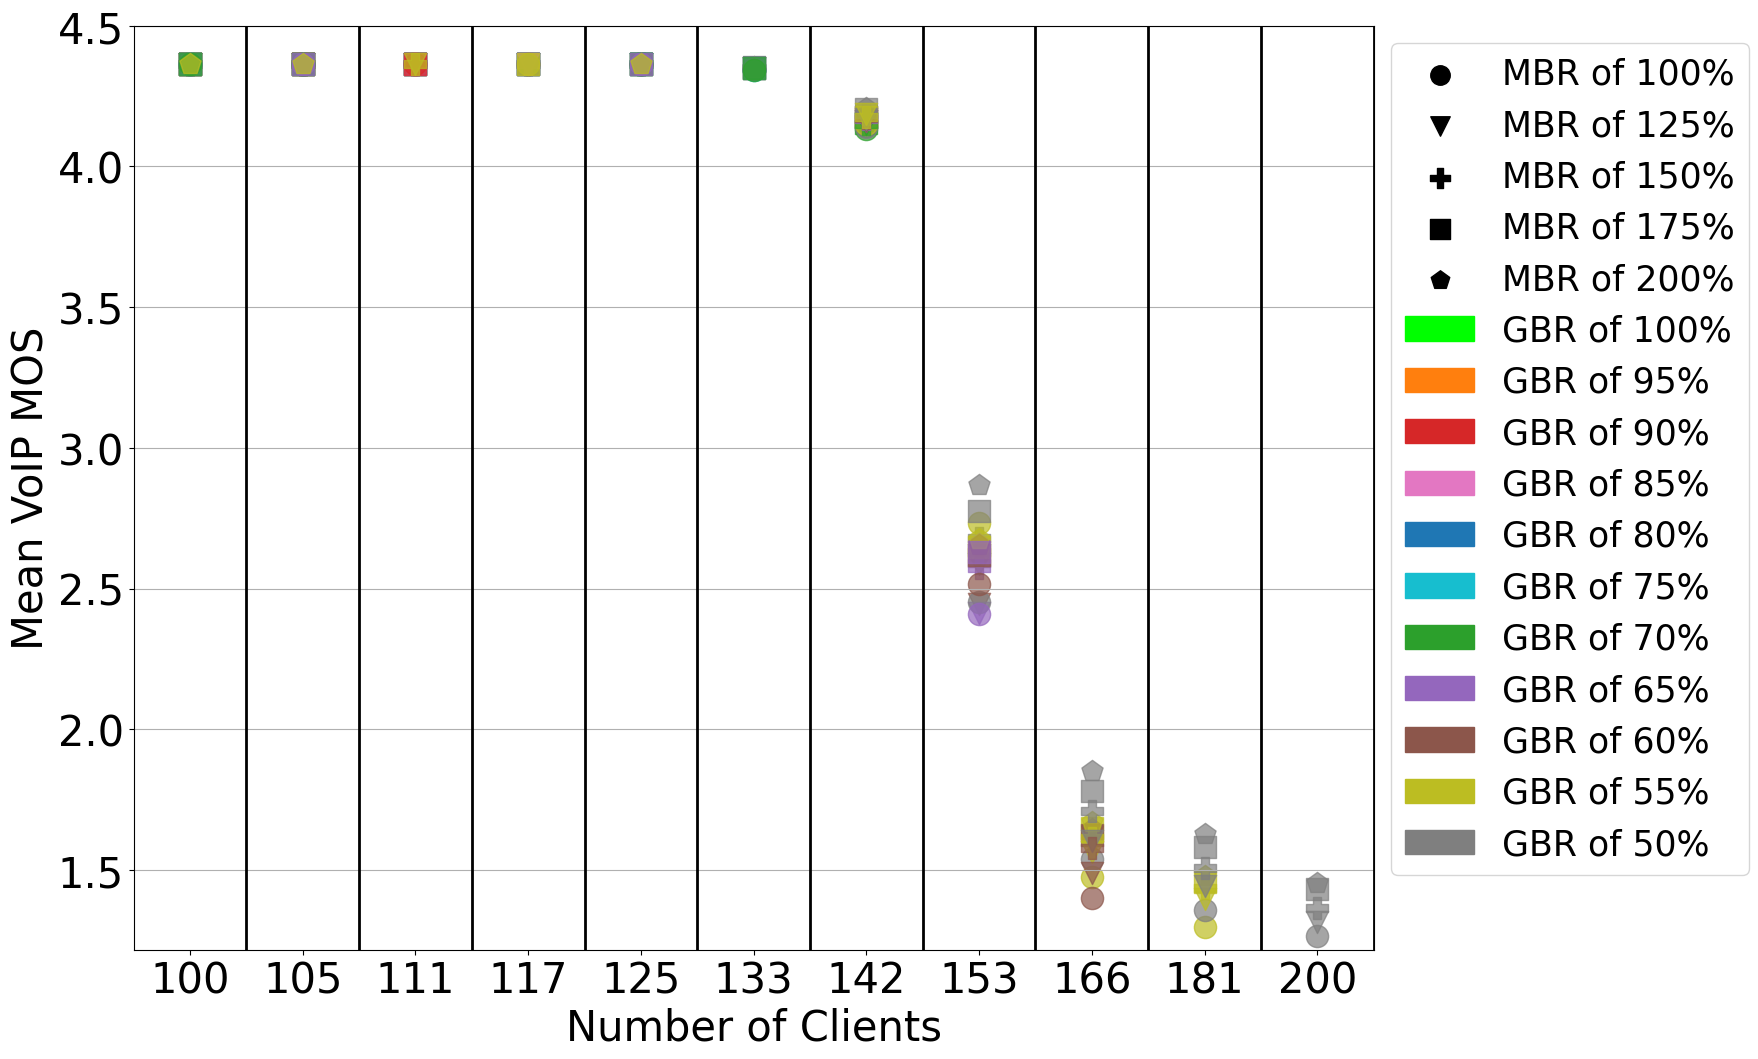 4.5
4.0
3.5
3.0
2.5
2.0
1.5
Mean VoIP MOS
100 105 111 117 125 133 142 153 166 181 200
Number of Clients
MBR of 100%
MBR of 125%
MBR of 150%
MBR of 175%
MBR of 200%
GBR of 100%
GBR of 95%
GBR of 90%
GBR of 85%
GBR of 80%
GBR of 75%
GBR of 70%
GBR of 65%
GBR of 60%
GBR of 55%
GBR of 50%